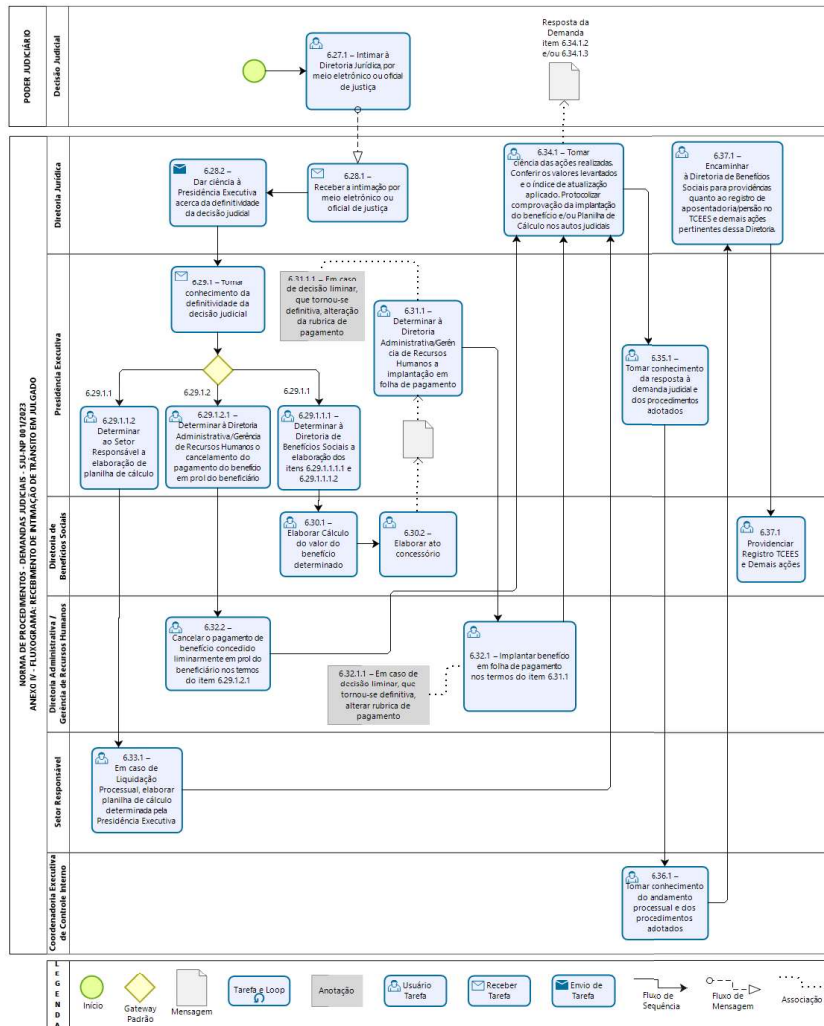 PODER JUDICIÁRIO
Decisão Judicial
6.27.1 – Intimar à
Diretoria Jurídica, por
meio eletrônico ou oficial
de justiça
Resposta da
Demanda
item 6.34.1.2
e/ou 6.34.1.3
NORMA DE PROCEDIMENTOS - DEMANDAS JUDICIAIS - SJU-NP 001/2023
ANEXO IV - FLUXOGRAMA: RECEBIMENTO DE INTIMAÇÃO DE TRÂNSITO EM JULGADO
Diretoria Jurídica
6.28.2 –
Dar ciência à
Presidência Executiva
acerca da definitividade
da decisão judicial
6.28.1 –
Receber a intimação por
meio eletrônico ou
oficial de justiça
6.34.1 – Tomar
ciência das ações realizadas.
Conferir os valores levantados
e o índice de atualização
aplicado. Protocolizar
comprovação da implantação
do benefício e/ou Planilha de
Cálculo nos autos judiciais
6.37.1 –
Encaminhar
à Diretoria de Benefícios
Sociais para providências
quanto ao registro de
aposentadoria/pensão no
TCEES e demais ações
pertinentes dessa Diretoria.
Presidência Executiva
6.29.1 – Tomar
conhecimento da
definitividade da
decisão judicial
6.31.1.1 – Em caso
de decisão liminar,
que tornou-se
definitiva, alteração
da rubrica de
pagamento
6.31.1 –
Determinar à
Diretoria
Administrativa/Gerên
cia de Recursos
Humanos a
implantação em
folha de pagamento
6.35.1 –
Tomar conhecimento
da resposta à
demanda judicial e
dos procedimentos
adotados
6.29.1.1
6.29.1.2
6.29.1.1
6.29.1.1.2
Determinar
ao Setor
Responsável a
elaboração de
planilha de cálculo
6.29.1.2.1
Determinar à Diretoria
Administrativa/Gerência
de Recursos Humanos o
cancelamento do
pagamento do benefício
em prol do beneficiário
6.29.1.1.1
– Determinar à
Diretoria de
Benefícios Sociais a
elaboração dos
itens 6.29.1.1.1.1 e
6.29.1.1.1.2
Diretoria de
Benefícios Sociais
6.30.1 –
Elaborar Cálculo
do valor do
benefício
determinado
6.30.2 –
Elaborar ato
concessório
6.37.1
Providenciar
Registro TCEES
e Demais ações
Diretoria Administrativa /
Gerência de Recursos Humanos
6.32.2 –
Cancelar o pagamento de
benefício concedido
liminarmente em prol do
beneficiário nos termos
do item 6.29.1.2.1
6.32.1.1 – Em caso de
decisão liminar, que
tornou-se definitiva,
alterar rubrica de
pagamento
6.32.1 – Implantar benefício
em folha de pagamento
nos termos do item 6.31.1
Setor Responsável
6.33.1 –
Em caso de
Liquidação
Processual, elaborar
planilha de cálculo
determinada pela
Presidência Executiva
Coordenadoria Executiva
de Controle Interno
6.36.1 –
Tomar conhecimento
do andamento
processual e dos
procedimentos
adotados
LEGENDA
Início
Gateway
Padrão
Mensagem
Tarefa e Loop
Anotação
Usuário
Tarefa
Receber
Tarefa
Envio de
Tarefa
Fluxo de
Sequência
Fluxo de
Mensagem
Associação